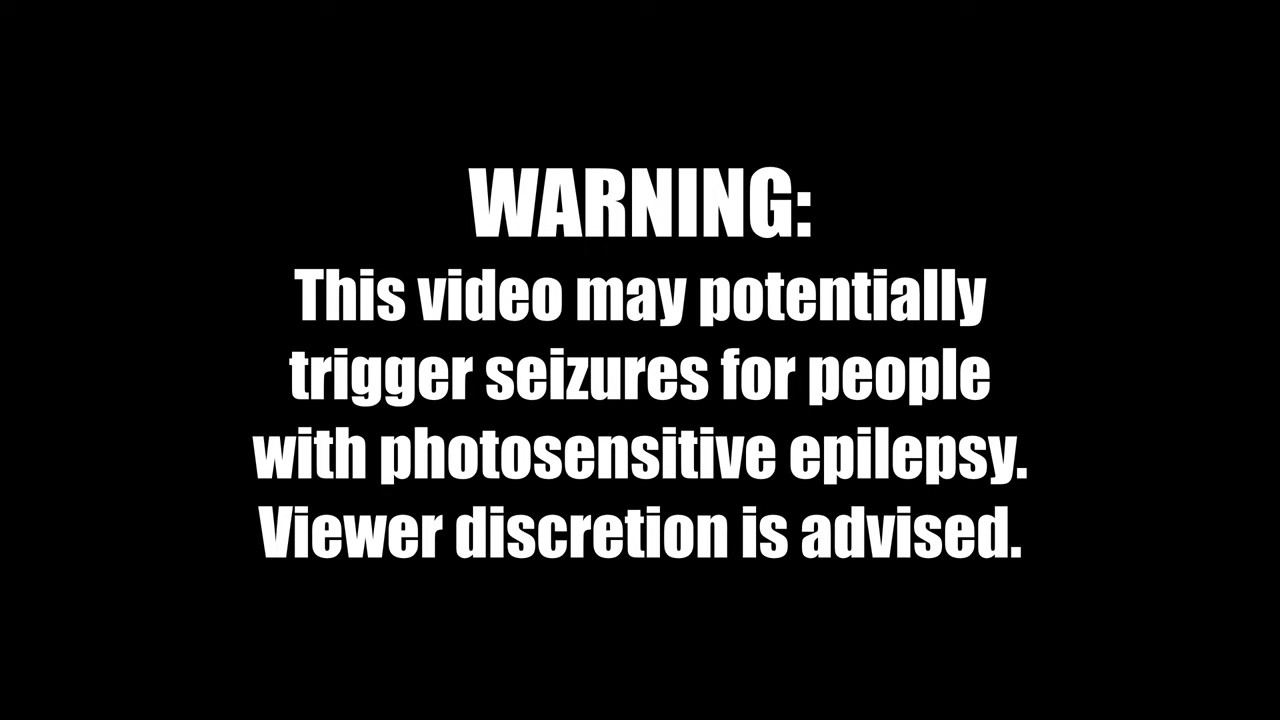 WARNING:
This video may potentially
trigger seizures for people
with photosensitive epilepsy.
Viewer discretion is advised.